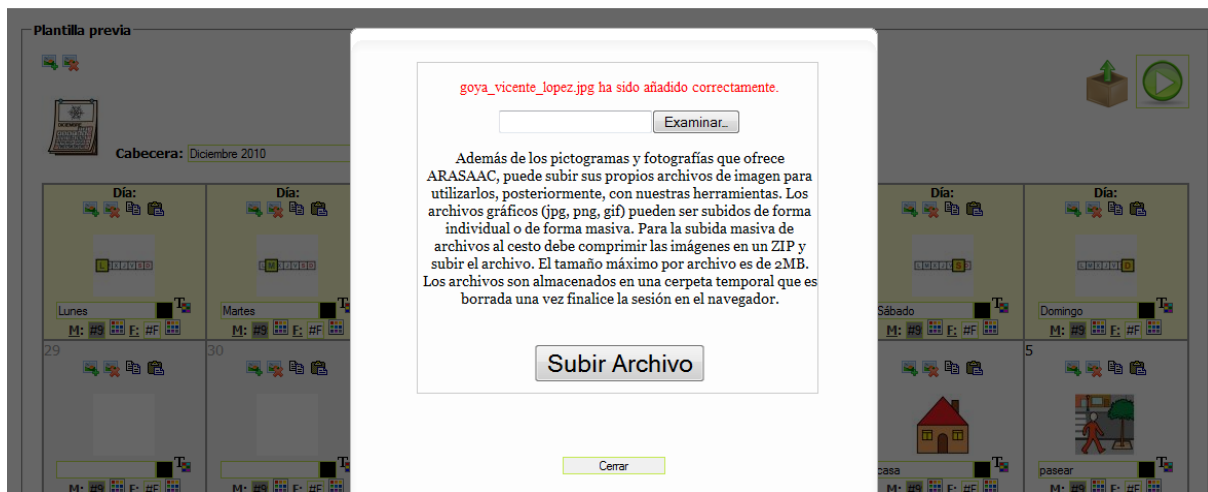 Plantilla previa
DICIEMBRE
Cabecera: Diciembre 2010
goya_vicente_lopez.jpg ha sido añadido correctamente.
Examinar..
Además de los pictogramas y fotografías que ofrece
ARASAAC, puede subir sus propios archivos de imagen para
utilizarlos, posteriormente, con nuestras herramientas. Los
archivos gráficos (jpg, png, gif) pueden ser subidos de forma
individual o de forma masiva. Para la subida masiva de
archivos al cesto debe comprimir las imágenes en un ZIP y
subir el archivo. El tamaño máximo por archivo es de 2MB.
Los archivos son almacenados en una cerpeta temporal que es
borrada una vez finalice la sesión en el navegador.
Subir Archivo
Cerrar
Día: Día: Día: Día:
L M S D
Lunes T Martes T Sábado T Domingo T
M: #9 F: #F M: #9 F: #F M: #9 F: #F M: #9 F: #F
29 30 5
T T casa T pasear T
M: #9 F: #F M: #9 F: #F M: #9 F: #F M: #9 F: #F